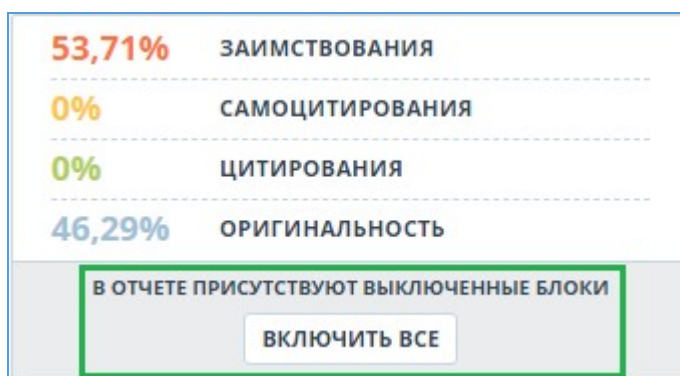 53,71% ЗАИМСТВОВАНИЯ
0% САМОЦИТИРОВАНИЯ
0% ЦИТИРОВАНИЯ
46,29% ОРИГИНАЛЬНОСТЬ
В ОТЧЕТЕ ПРИСУТСТВУЮТ ВЫКЛЮЧЕННЫЕ БЛОКИ
ВКЛЮЧИТЬ ВСЕ